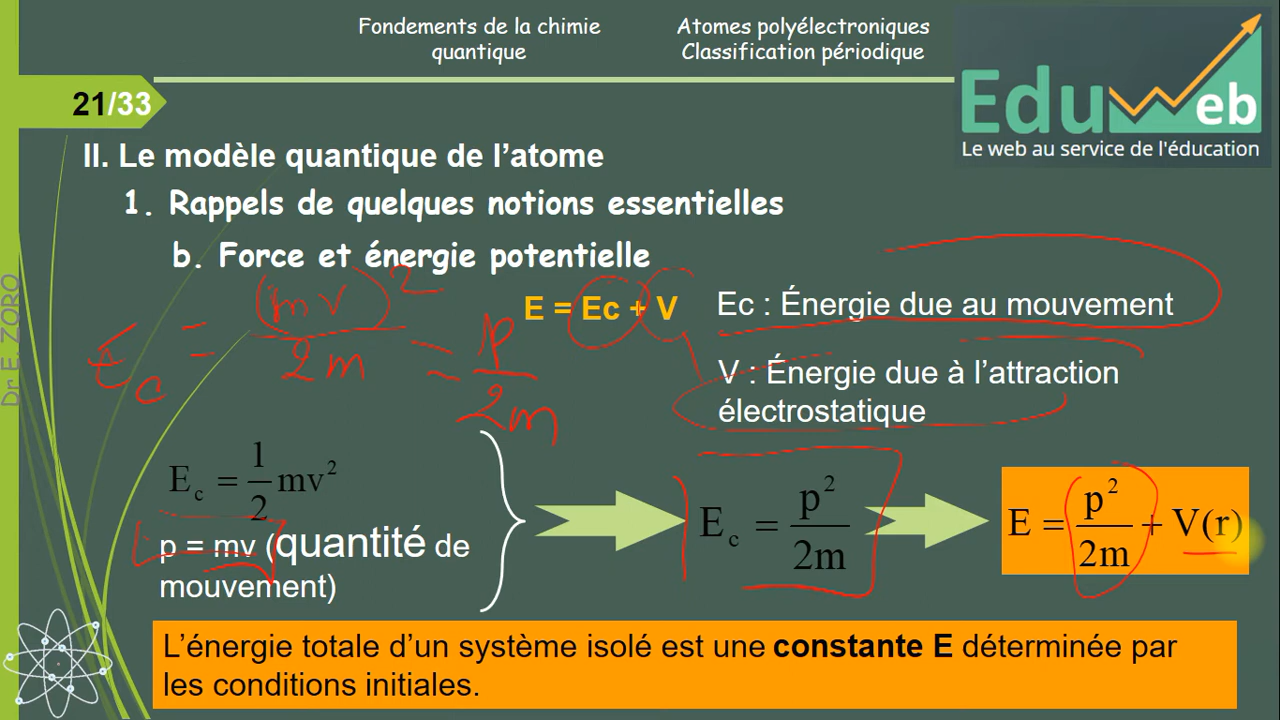 Fondements de la chimie
quantique
Atomes polyélectroniques
Classification périodique
Eduweb
Le web au service de l'éducation
21/33
II. Le modèle quantique de l'atome
1. Rappels de quelques notions essentielles
b. Force et énergie potentielle
E = Ec + V
Ec : Énergie due au mouvement
V : Énergie due à l'attraction
électrostatique
Ec = (mv)² / 2m = p / 2m
E_c = 1/2 mv²
p = mv (quantité de
mouvement)
E_c = p²/2m
E = p²/2m + V(r)
L'énergie totale d'un système isolé est une constante E déterminée par
les conditions initiales.
Dr E. ZORO